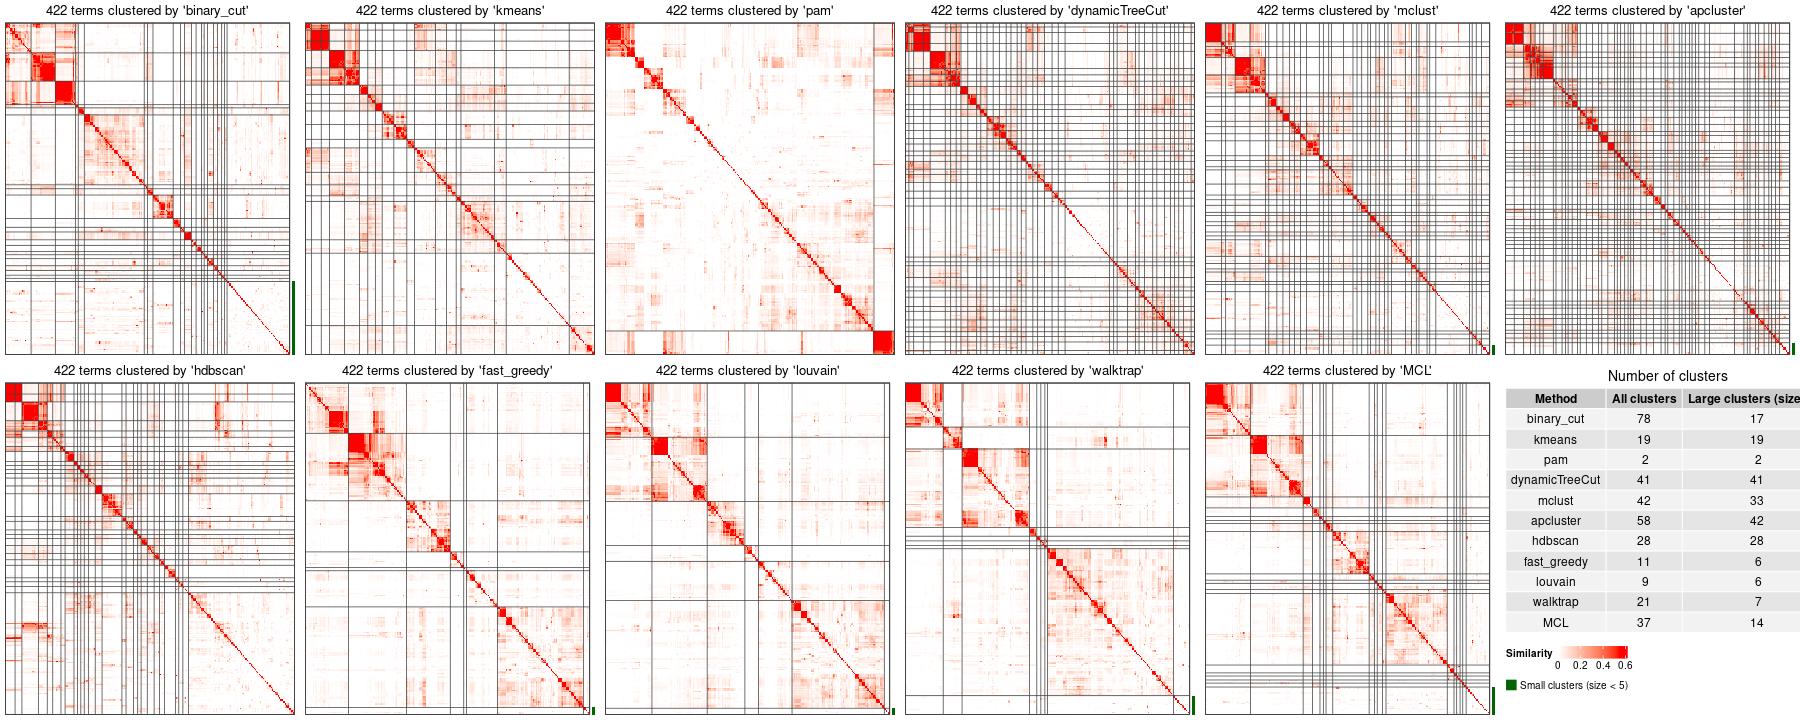 422 terms clustered by 'binary_cut'
422 terms clustered by 'kmeans'
422 terms clustered by 'pam'
422 terms clustered by 'dynamicTreeCut'
422 terms clustered by 'mclust'
422 terms clustered by 'apcluster'
422 terms clustered by 'hdbscan'
422 terms clustered by 'fast_greedy'
422 terms clustered by 'louvain'
422 terms clustered by 'walktrap'
422 terms clustered by 'MCL'
Number of clusters
Method All clusters Large clusters (size
binary_cut 78 17
kmeans 19 19
pam 2 2
dynamicTreeCut 41 41
mclust 42 33
apcluster 58 42
hdbscan 28 28
fast_greedy 11 6
louvain 9 6
walktrap 21 7
MCL 37 14
Similarity
0 0.2 0.4 0.6
Small clusters (size < 5)